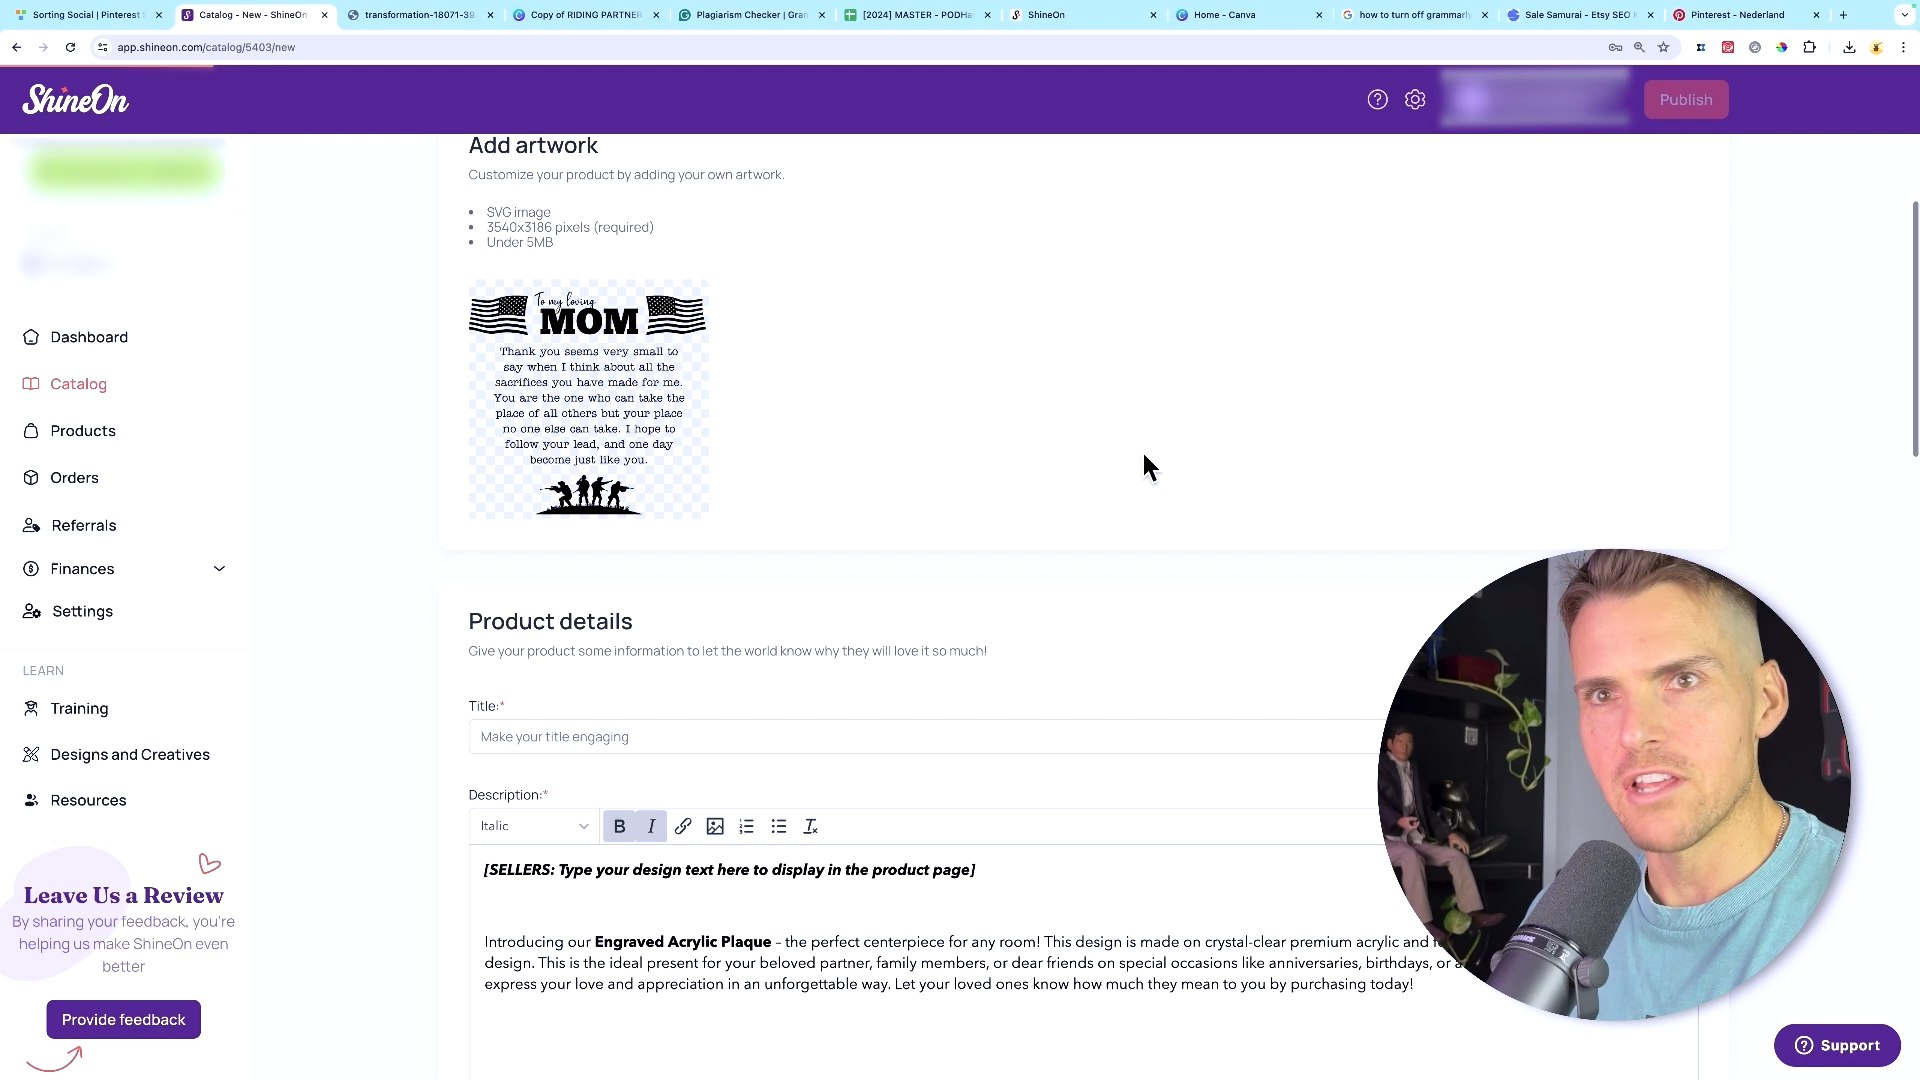 Sorting Social | Pinterest S
Catalog - New - ShineOn
transformation-18071-39
Copy of RIDING PARTNER
Plagiarism Checker | Gran
[2024] MASTER - PODHa
ShineOn
Home - Canva
how to turn off grammarly
Sale Samurai - Etsy SEO
Pinterest - Nederland
app.shineon.com/catalog/5403/new
ShineOn
Publish
Add artwork
Customize your product by adding your own artwork.
SVG image
3540x3186 pixels (required)
Under 5MB
To my loving
MOM
Thank you seems very small to
say when I think about all the
sacrifices you have made for me.
You are the one who can take the
place of all others but your place
no one else can take. I hope to
follow your lead, and one day
become just like you.
Dashboard
Catalog
Products
Orders
Referrals
Finances
Settings
LEARN
Training
Designs and Creatives
Resources
Leave Us a Review
By sharing your feedback, you're
helping us make ShineOn even
better
Provide feedback
Product details
Give your product some information to let the world know why they will love it so much!
Title:*
Make your title engaging
Description:*
Italic
B I
[SELLERS: Type your design text here to display in the product page]
Introducing our Engraved Acrylic Plaque - the perfect centerpiece for any room! This design is made on crystal-clear premium acrylic and
design. This is the ideal present for your beloved partner, family members, or dear friends on special occasions like anniversaries, birthdays, or
express your love and appreciation in an unforgettable way. Let your loved ones know how much they mean to you by purchasing today!
Support